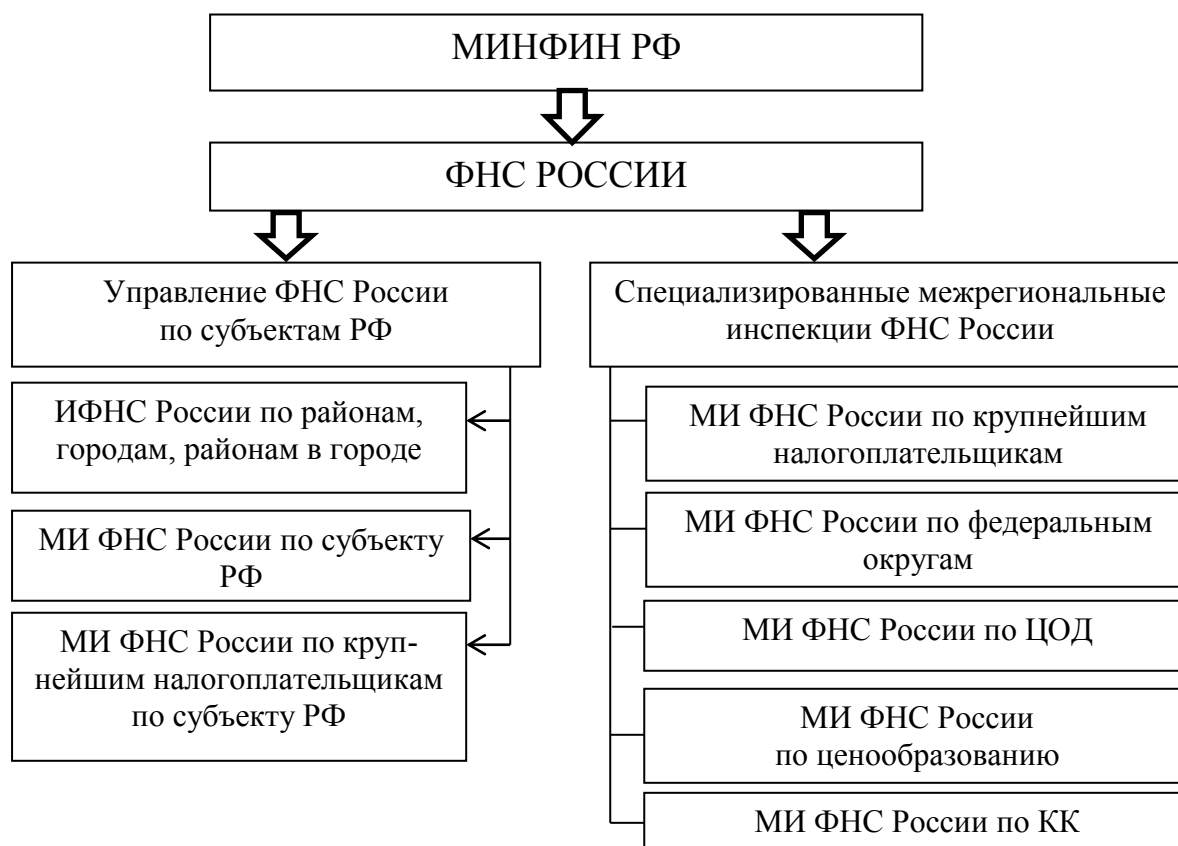 МИНФИН РФ
ФНС РОССИИ
Управление ФНС России
по субъектам РФ
ИФНС России по районам,
городам, районам в городе
МИ ФНС России по субъекту
РФ
МИ ФНС России по круп-
нейшим налогоплательщикам
по субъекту РФ
Специализированные межрегиональные
инспекции ФНС России
МИ ФНС России по крупнейшим
налогоплательщикам
МИ ФНС России по федеральным
округам
МИ ФНС России по ЦОД
МИ ФНС России
по ценообразованию
МИ ФНС России по КК